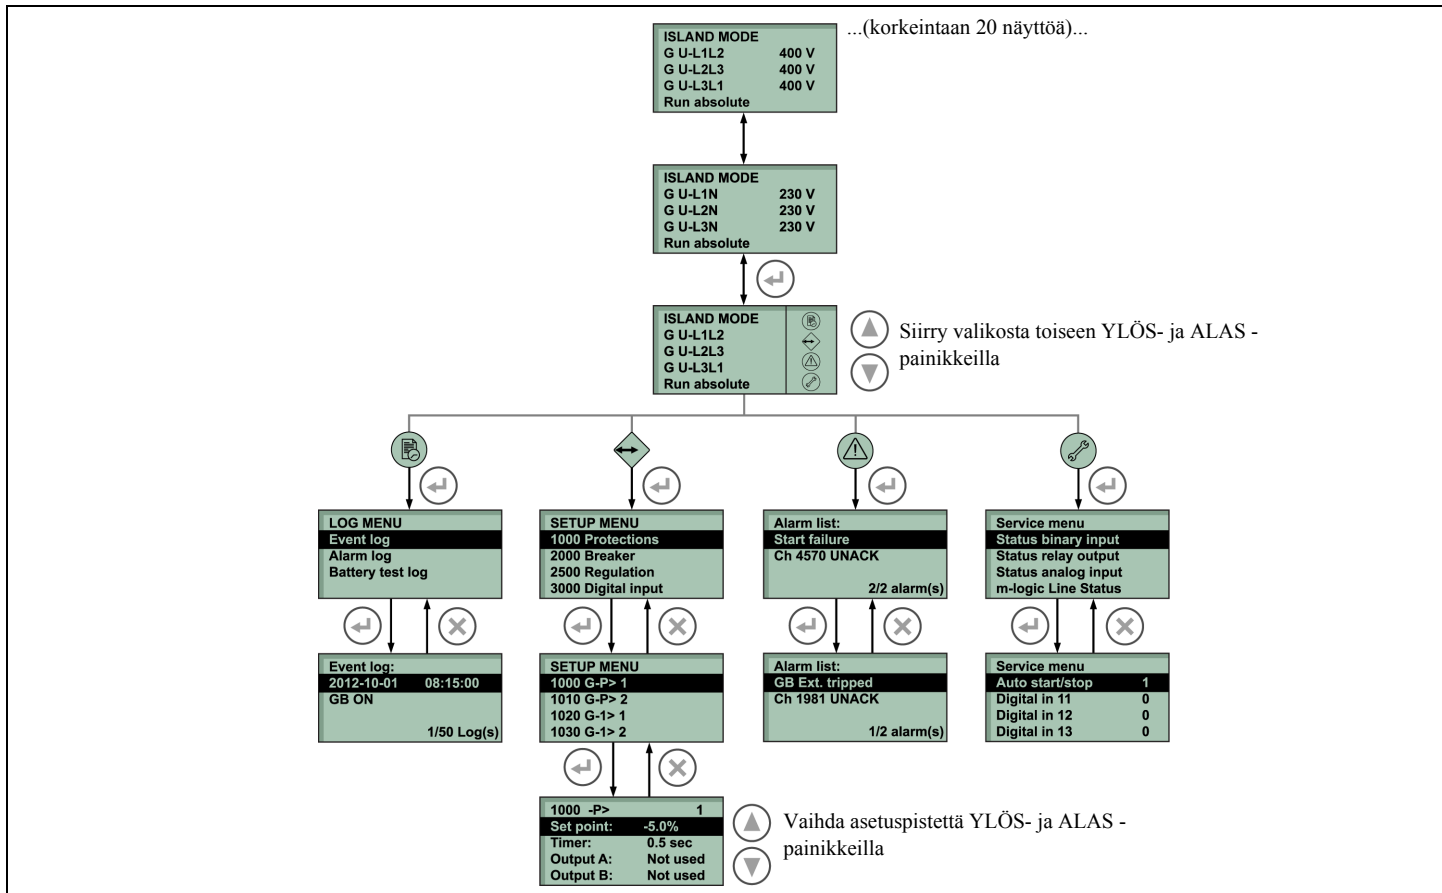 ISLAND MODE
G U-L1L2 400 V
G U-L2L3 400 V
G U-L3L1 400 V
Run absolute
...(korkeintaan 20 näyttöä)...
ISLAND MODE
G U-L1N 230 V
G U-L2N 230 V
G U-L3N 230 V
Run absolute
ISLAND MODE
G U-L1L2
G U-L2L3
G U-L3L1
Run absolute
Siirry valikosta toiseen YLÖS- ja ALAS -
painikkeilla
LOG MENU
Event log
Alarm log
Battery test log
SETUP MENU
1000 Protections
2000 Breaker
2500 Regulation
3000 Digital input
Alarm list:
Start failure
Ch 4570 UNACK
2/2 alarm(s)
Service menu
Status binary input
Status relay output
Status analog input
m-logic Line Status
Event log:
2012-10-01 08:15:00
GB ON
1/50 Log(s)
SETUP MENU
1000 G-P> 1
1010 G-P> 2
1020 G-1> 1
1030 G-1> 2
Alarm list:
GB Ext. tripped
Ch 1981 UNACK
1/2 alarm(s)
Service menu
Auto start/stop 1
Digital in 11 0
Digital in 12 0
Digital in 13 0
1000 -P> 1
Set point: -5.0%
Timer: 0.5 sec
Output A: Not used
Output B: Not used
Vaihda asetuspistettä YLÖS- ja ALAS -
painikkeilla